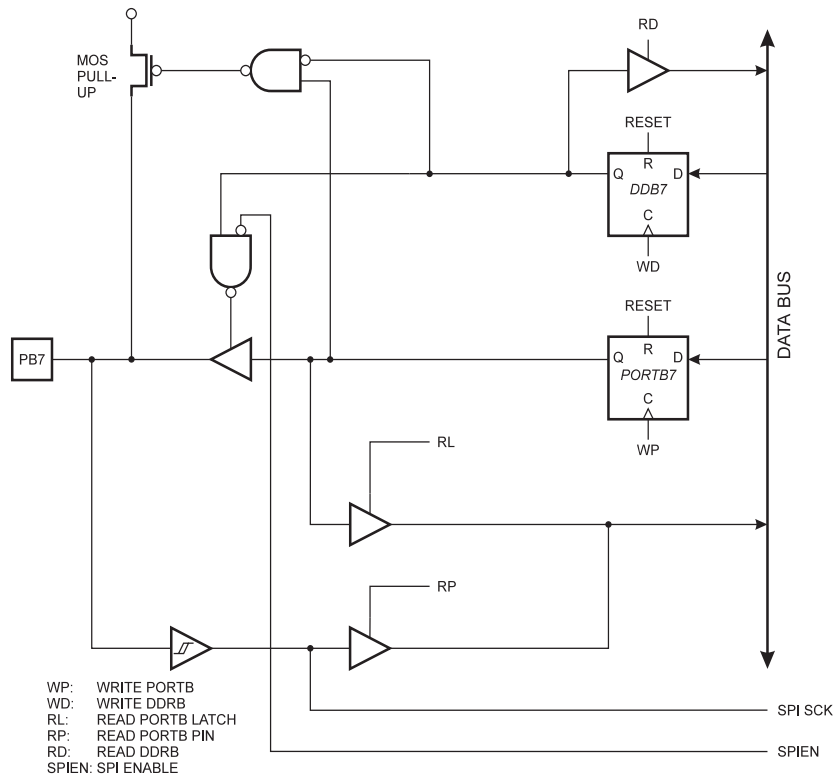 RD
MOS
PULL-
UP
RESET
R
Q
DDB7
D
C
WD
RESET
R
Q
PORTB7
D
C
WP
PB7
DATA BUS
RL
RP
WP: WRITE PORTB
WD: WRITE DDRB
RL: READ PORTB LATCH
RP: READ PORTB PIN
RD: READ DDRB
SPIEN: SPI ENABLE
SPI SCK
SPIEN